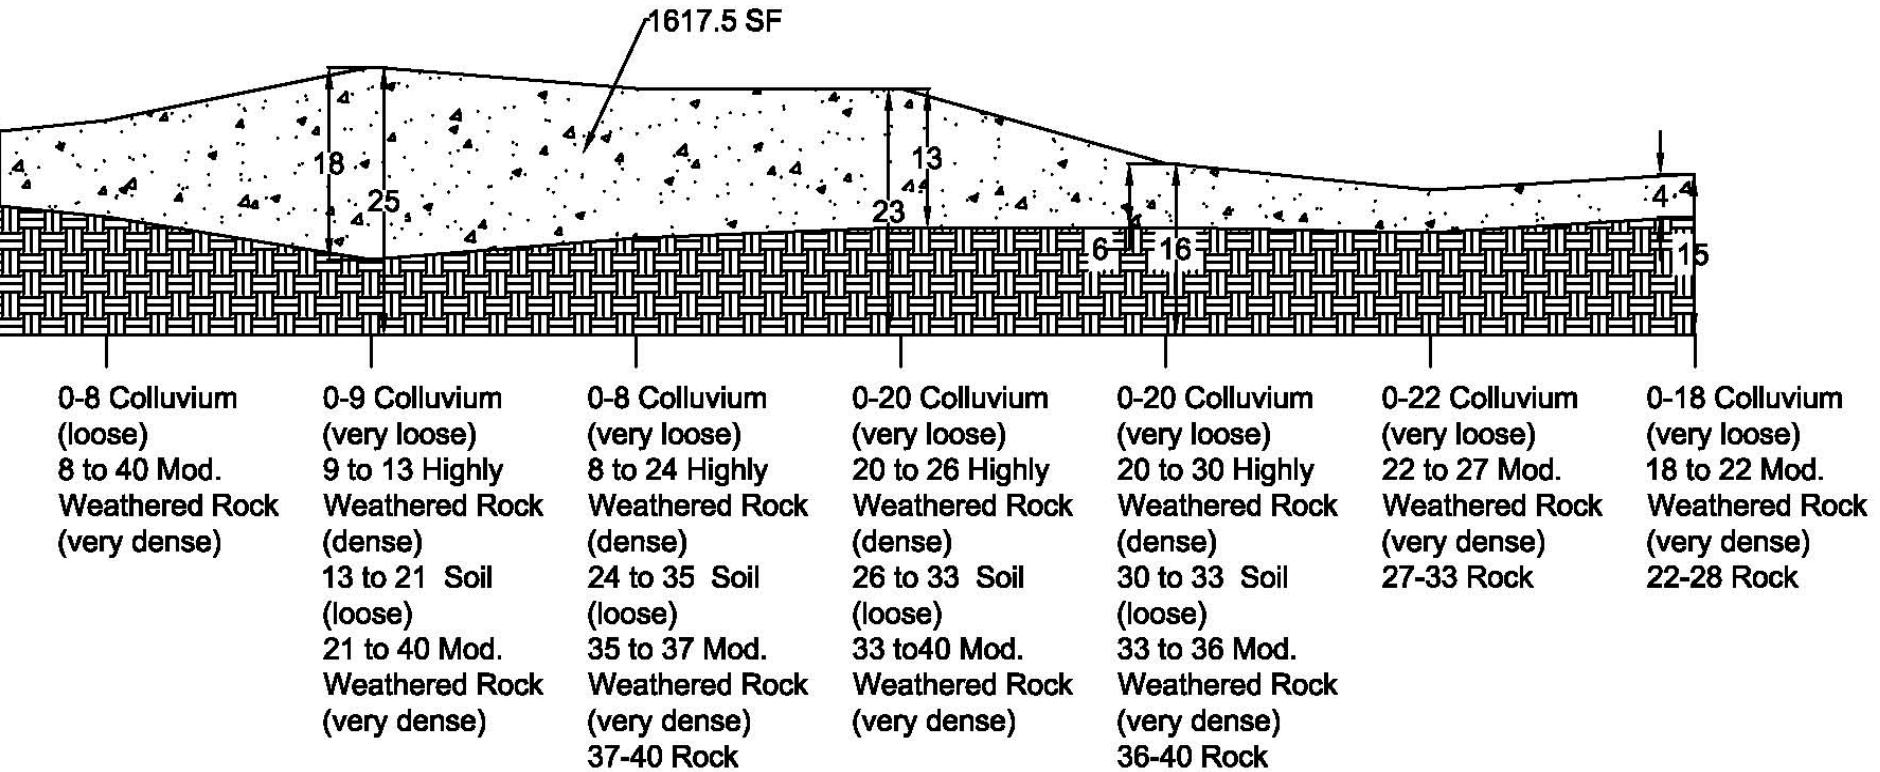 1617.5 SF
18
25
23
13
6
16
4
15
0-8 Colluvium
(loose)
8 to 40 Mod.
Weathered Rock
(very dense)
0-9 Colluvium
(very loose)
9 to 13 Highly
Weathered Rock
(dense)
13 to 21 Soil
(loose)
21 to 40 Mod.
Weathered Rock
(very dense)
0-8 Colluvium
(very loose)
8 to 24 Highly
Weathered Rock
(dense)
24 to 35 Soil
(loose)
35 to 37 Mod.
Weathered Rock
(very dense)
37-40 Rock
0-20 Colluvium
(very loose)
20 to 26 Highly
Weathered Rock
(dense)
26 to 33 Soil
(loose)
33 to40 Mod.
Weathered Rock
(very dense)
0-20 Colluvium
(very loose)
20 to 30 Highly
Weathered Rock
(dense)
30 to 33 Soil
(loose)
33 to 36 Mod.
Weathered Rock
(very dense)
36-40 Rock
0-22 Colluvium
(very loose)
22 to 27 Mod.
Weathered Rock
(very dense)
27-33 Rock
0-18 Colluvium
(very loose)
18 to 22 Mod.
Weathered Rock
(very dense)
22-28 Rock